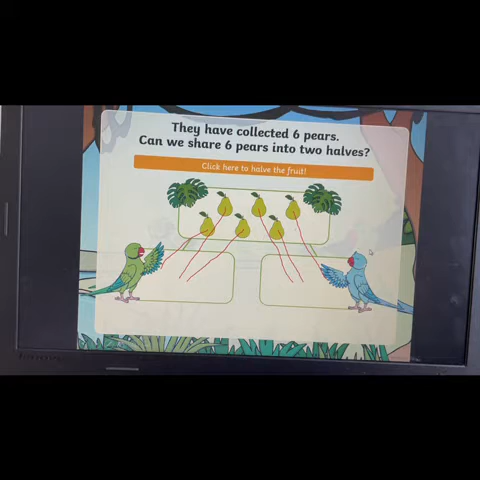 They have collected 6 pears.
Can we share 6 pears into two halves?
Click here to halve the fruit!